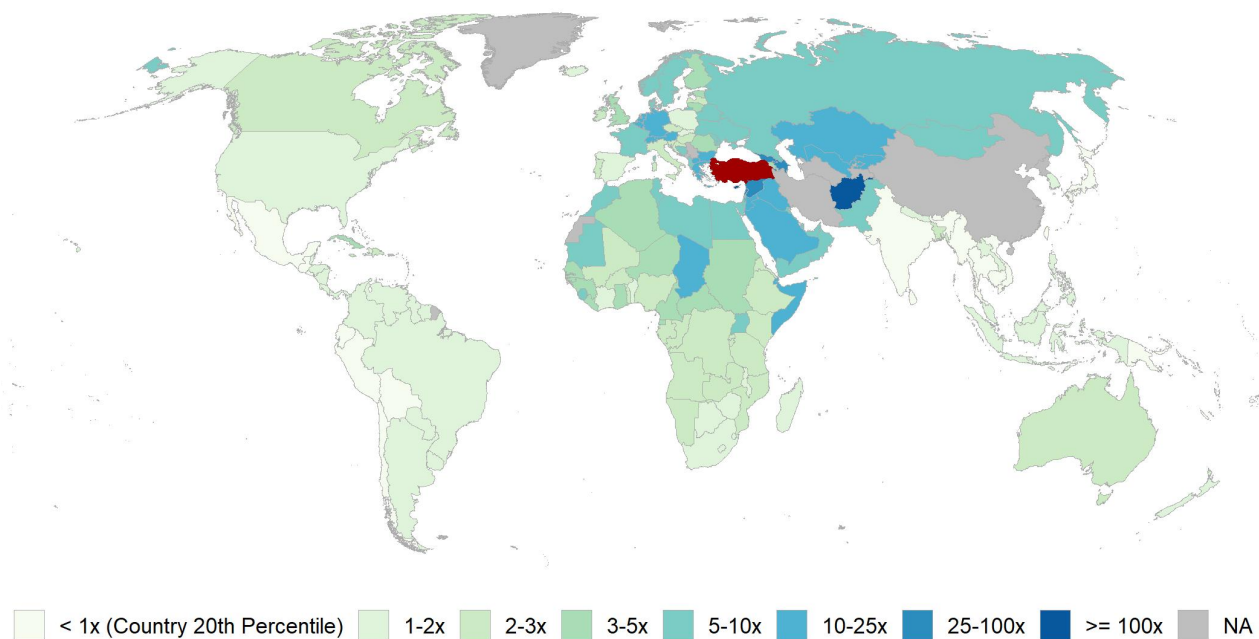 < 1x (Country 20th Percentile) 1-2x 2-3x 3-5x 5-10x 10-25x 25-100x >= 100x NA